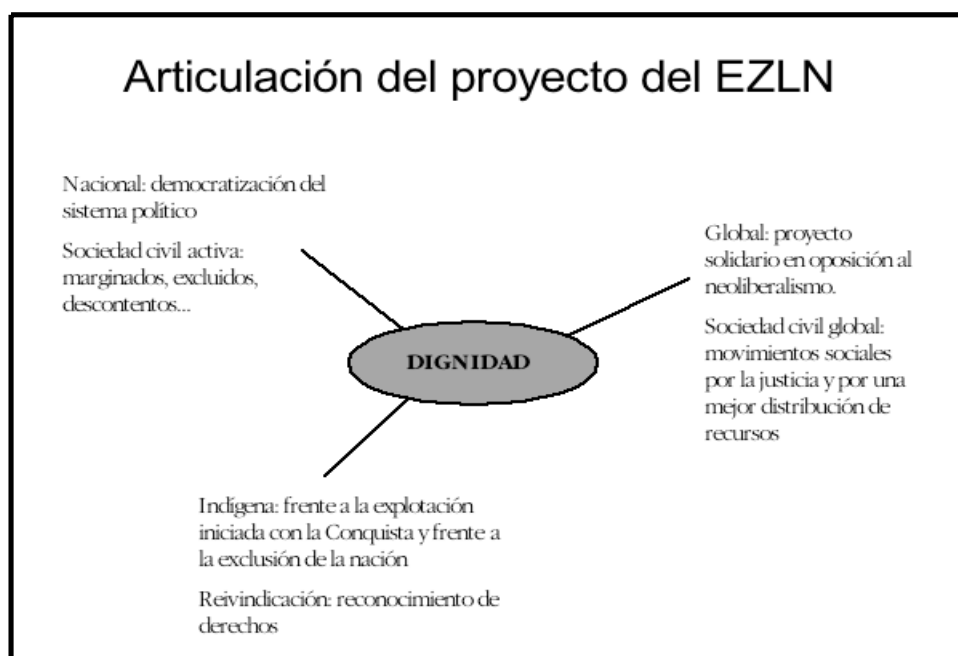 Articulación del proyecto del EZLN
Nacional: democratización del
sistema político
Sociedad civil activa:
marginados, excluidos,
descontentos...
Global: proyecto
solidario en oposición al
neoliberalismo.
Sociedad civil global:
movimientos sociales
por la justicia y por una
mejor distribución de
recursos
DIGNIDAD
Indígena: frente a la explotación
iniciada con la Conquista y frente a
la exclusión de la nación
Reivindicación: reconocimiento de
derechos